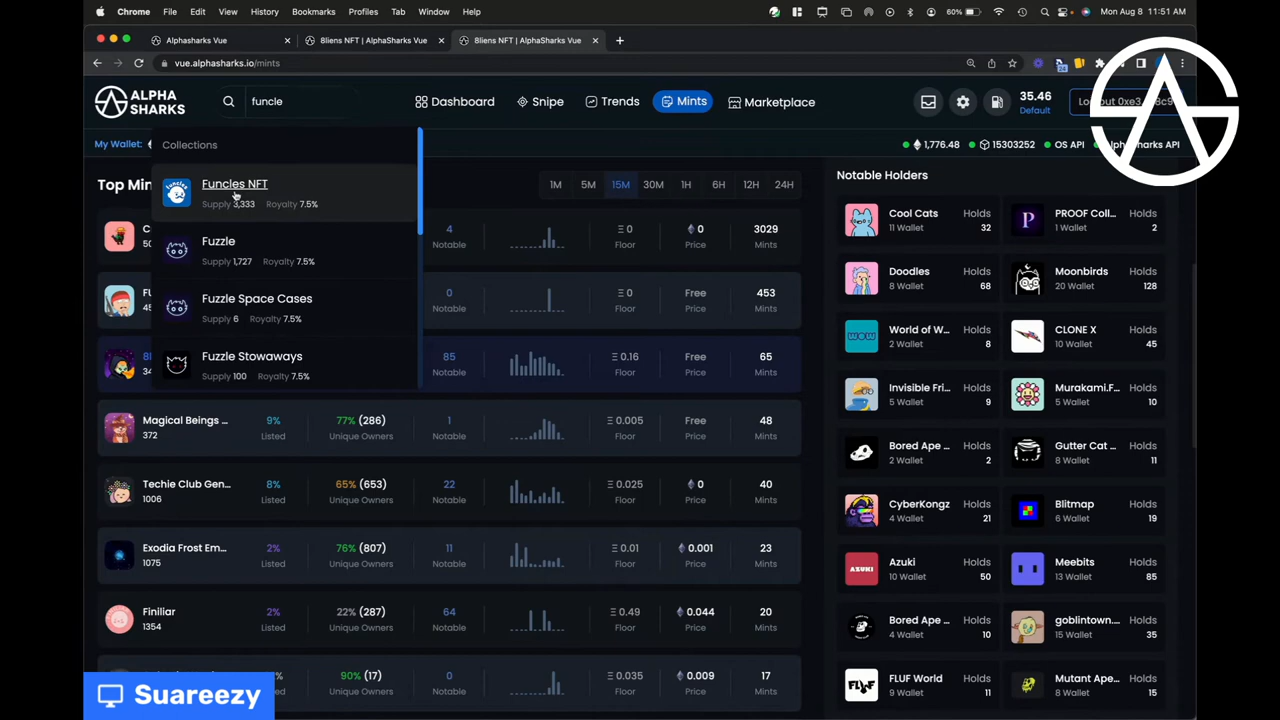 Chrome File Edit View History Bookmarks Profiles Tab Window Help 60% Mon Aug 8 11:51 AM
Alphasharks Vue 8liens NFT | AlphaSharks Vue 8liens NFT | AlphaSharks Vue
vue.alphasharks.io/mints 24
ALPHA SHARKS funcle Dashboard Snipe Trends Mints Marketplace 35.46 Default
My Wallet: 1,776.48 15303252 OS API API
Collections
Funcles NFT
Supply 3,333 Royalty 7.5%
Fuzzle
Supply 1,727 Royalty 7.5%
Fuzzle Space Cases
Supply 6 Royalty 7.5%
Fuzzle Stowaways
Supply 100 Royalty 7.5%
Top Min 1M 5M 15M 30M 1H 6H 12H 24H
4 Ξ 0 0 3029
Notable Floor Price Mints
0 Ξ 0 Free 453
Notable Floor Price Mints
85 Ξ 0.16 Free 65
Notable Floor Price Mints
Magical Beings ... 9% 77% (286) 1 Ξ 0.005 Free 48
372 Listed Unique Owners Notable Floor Price Mints
Techie Club Gen... 8% 65% (653) 22 Ξ 0.025 0 40
1006 Listed Unique Owners Notable Floor Price Mints
Exodia Frost Em... 2% 76% (807) 11 Ξ 0.01 0.001 23
1075 Listed Unique Owners Notable Floor Price Mints
Finiliar 2% 22% (287) 64 Ξ 0.49 0.044 20
1354 Listed Unique Owners Notable Floor Price Mints
90% (17) 0 Ξ 0.035 0.009 17
Unique Owners Notable Floor Price Mints
Notable Holders
Cool Cats Holds PROOF Coll... Holds
11 Wallet 32 1 Wallet 2
Doodles Holds Moonbirds Holds
8 Wallet 68 20 Wallet 128
World of W... Holds CLONE X Holds
2 Wallet 8 10 Wallet 45
Invisible Fri... Holds Murakami.F... Holds
5 Wallet 9 5 Wallet 10
Bored Ape ... Holds Gutter Cat ... Holds
2 Wallet 2 8 Wallet 11
CyberKongz Holds Blitmap Holds
4 Wallet 21 6 Wallet 19
AZUKI Azuki Holds Meebits Holds
10 Wallet 50 13 Wallet 85
Bored Ape ... Holds goblintown.... Holds
4 Wallet 10 15 Wallet 35
FLUF World Holds Mutant Ape... Holds
9 Wallet 11 8 Wallet 15
Suareezy